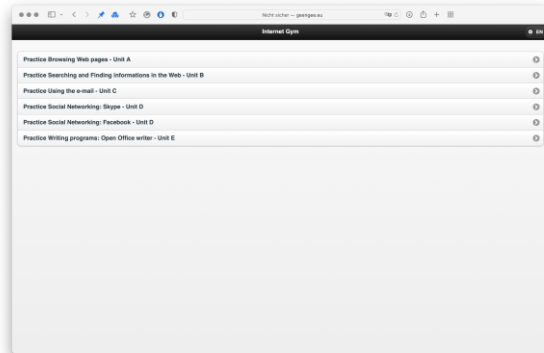 Nicht sicher — geengee.eu
Internet Gym
EN
Practice Browsing Web pages - Unit A
Practice Searching and Finding informations in the Web - Unit B
Practice Using the e-mail - Unit C
Practice Social Networking: Skype - Unit D
Practice Social Networking: Facebook - Unit D
Practice Writing programs: Open Office writer - Unit E